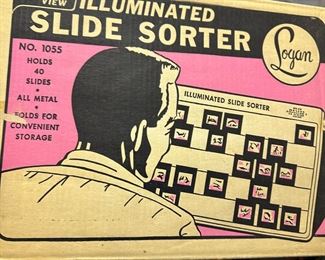 VIEW
ILLUMINATED
SLIDE SORTER
Logan
NO. 1055
HOLDS
40
SLIDES
•
ALL METAL
•
FOLDS FOR
CONVENIENT
STORAGE
ILLUMINATED SLIDE SORTER